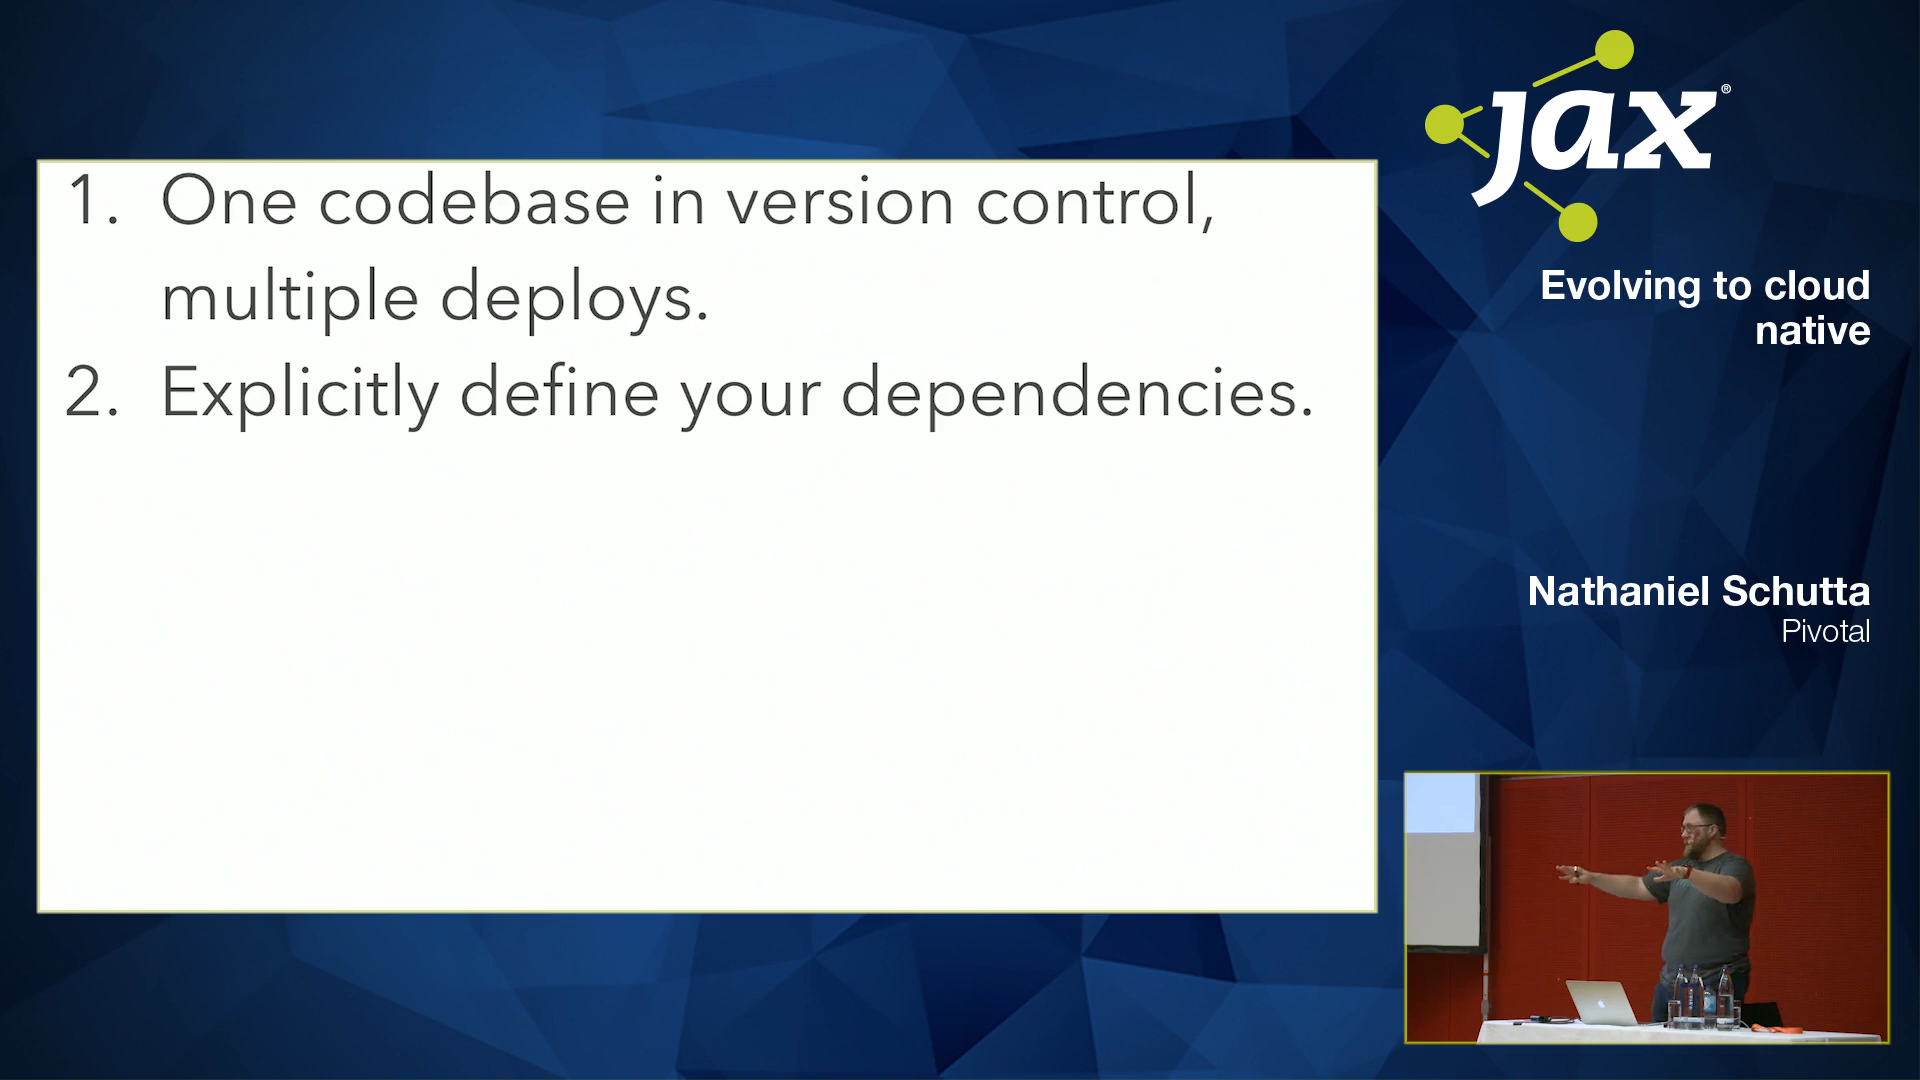 1. One codebase in version control,
multiple deploys.
2. Explicitly define your dependencies.
jax®
Evolving to cloud
native
Nathaniel Schutta
Pivotal